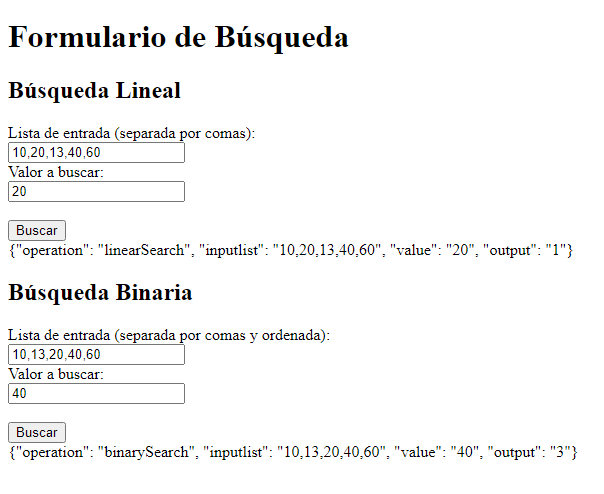 Formulario de Búsqueda
Búsqueda Lineal
Lista de entrada (separada por comas):
10,20,13,40,60
Valor a buscar:
20
Buscar
{"operation": "linearSearch", "inputlist": "10,20,13,40,60", "value": "20", "output": "1"}
Búsqueda Binaria
Lista de entrada (separada por comas y ordenada):
10,13,20,40,60
Valor a buscar:
40
Buscar
{"operation": "binarySearch", "inputlist": "10,13,20,40,60", "value": "40", "output": "3"}